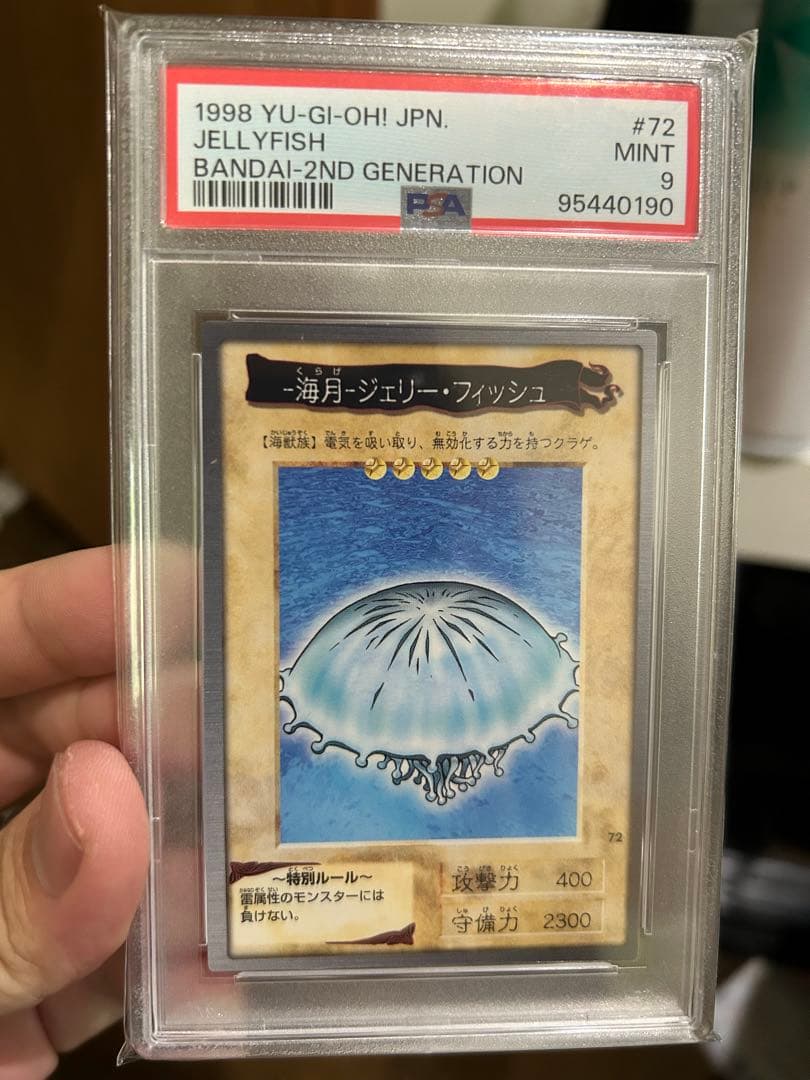 1998 YU-GI-OH! JPN. #72
JELLYFISH MINT
BANDAI-2ND GENERATION 9
PSA 95440190
くらげ
-海月-ジェリー・フィッシュ
【海獣族】電気を吸い取り、無効化する力を持つクラゲ。
72
～特別ルール～
雷属性のモンスターには
負けない。
攻撃力 400
守備力 2300